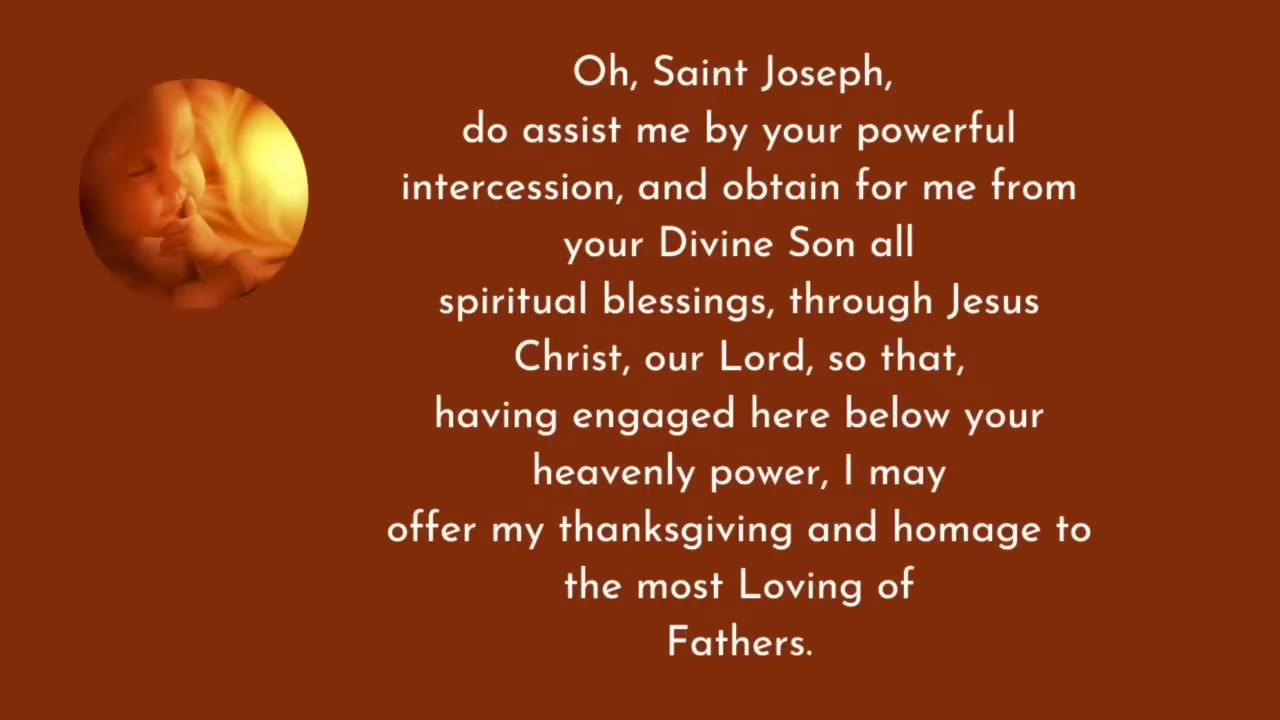 Oh, Saint Joseph,
do assist me by your powerful
intercession, and obtain for me from
your Divine Son all
spiritual blessings, through Jesus
Christ, our Lord, so that,
having engaged here below your
heavenly power, I may
offer my thanksgiving and homage to
the most Loving of
Fathers.